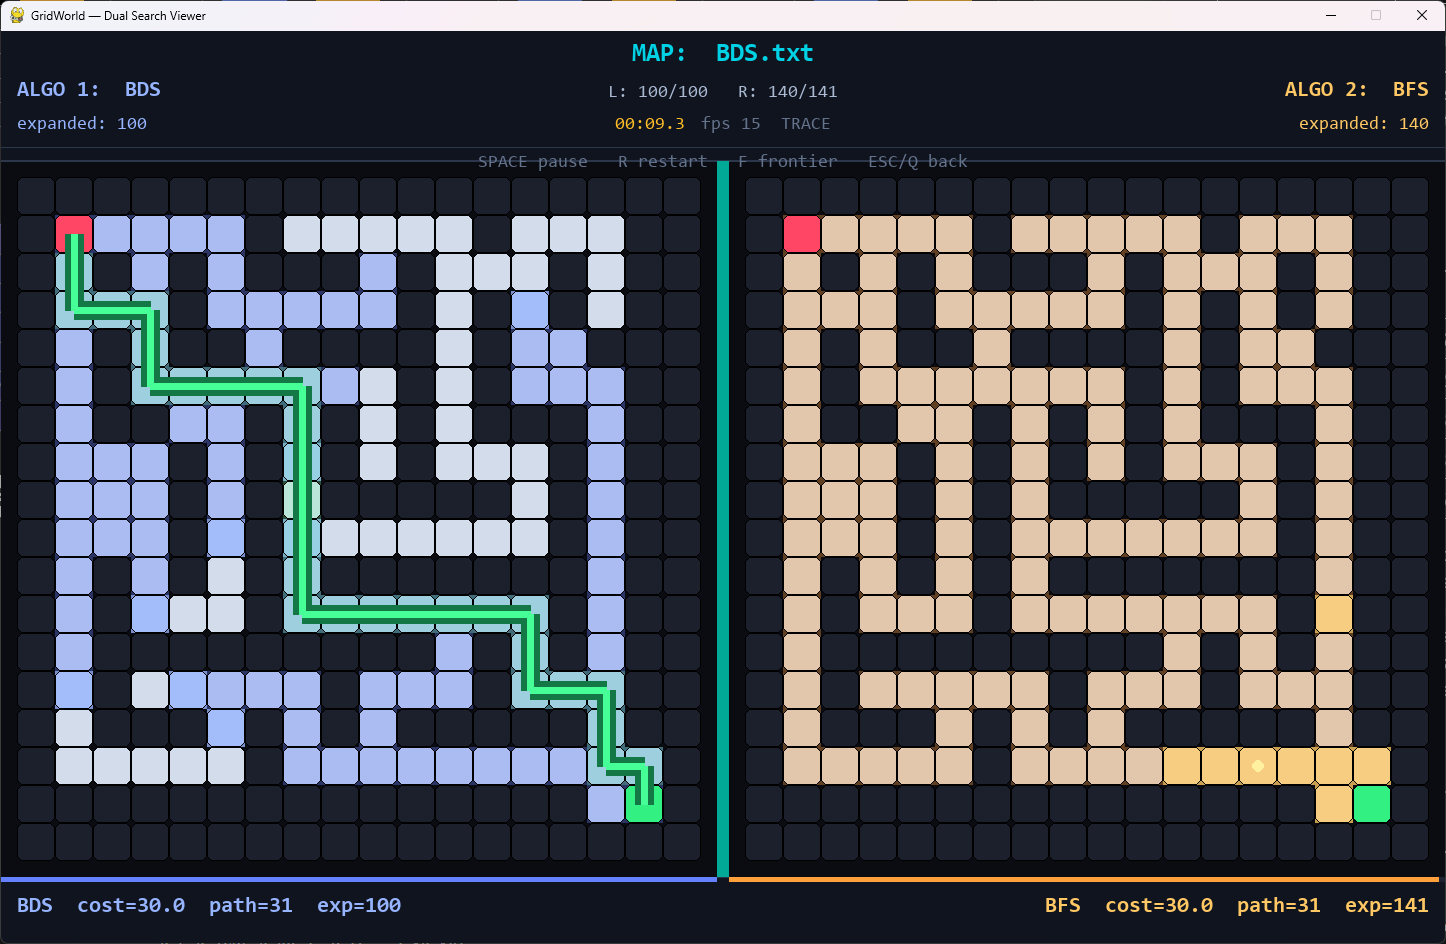 GridWorld — Dual Search Viewer
MAP:  BDS.txt
ALGO 1:  BDS
L: 100/100   R: 140/141
ALGO 2:  BFS
expanded: 100
00:09.3  fps 15  TRACE
expanded: 140
SPACE pause   R restart   F frontier   ESC/Q back
BDS  cost=30.0  path=31  exp=100
BFS  cost=30.0  path=31  exp=141